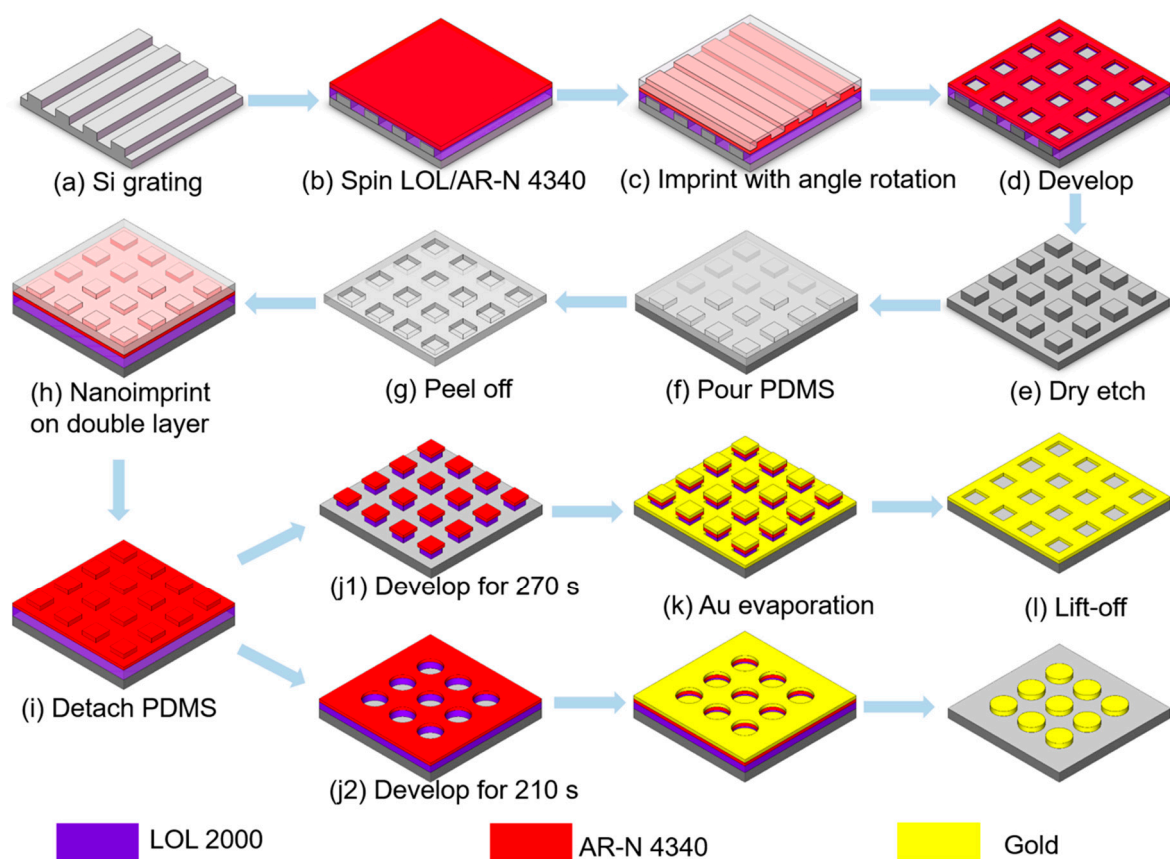 (a) Si grating
(b) Spin LOL/AR-N 4340
(c) Imprint with angle rotation
(d) Develop
(h) Nanoimprint
on double layer
(g) Peel off
(f) Pour PDMS
(e) Dry etch
(i) Detach PDMS
(j1) Develop for 270 s
(k) Au evaporation
(l) Lift-off
(j2) Develop for 210 s
LOL 2000
AR-N 4340
Gold